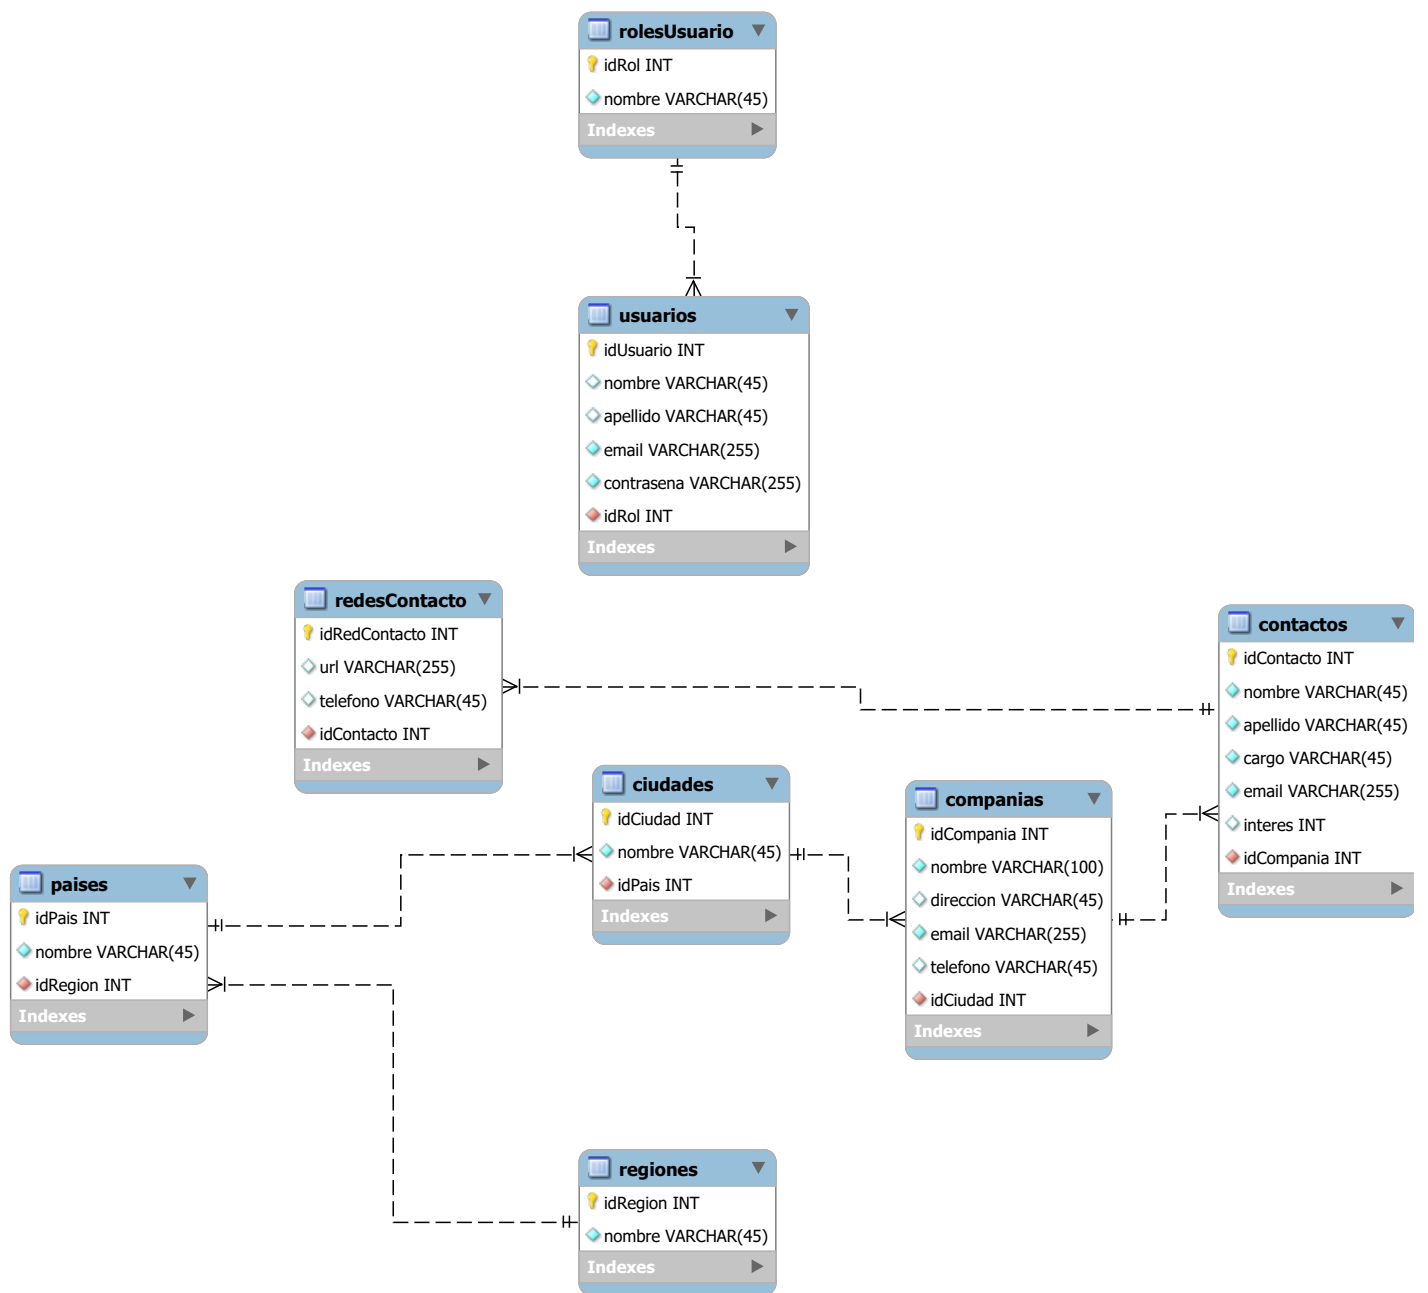 rolesUsuario
idRol INT
nombre VARCHAR(45)
Indexes
usuarios
idUsuario INT
nombre VARCHAR(45)
apellido VARCHAR(45)
email VARCHAR(255)
contrasena VARCHAR(255)
idRol INT
Indexes
redesContacto
idRedContacto INT
url VARCHAR(255)
telefono VARCHAR(45)
idContacto INT
Indexes
contactos
idContacto INT
nombre VARCHAR(45)
apellido VARCHAR(45)
cargo VARCHAR(45)
email VARCHAR(255)
interes INT
idCompania INT
Indexes
ciudades
idCiudad INT
nombre VARCHAR(45)
idPais INT
Indexes
companias
idCompania INT
nombre VARCHAR(100)
direccion VARCHAR(45)
email VARCHAR(255)
telefono VARCHAR(45)
idCiudad INT
Indexes
paises
idPais INT
nombre VARCHAR(45)
idRegion INT
Indexes
regiones
idRegion INT
nombre VARCHAR(45)
Indexes